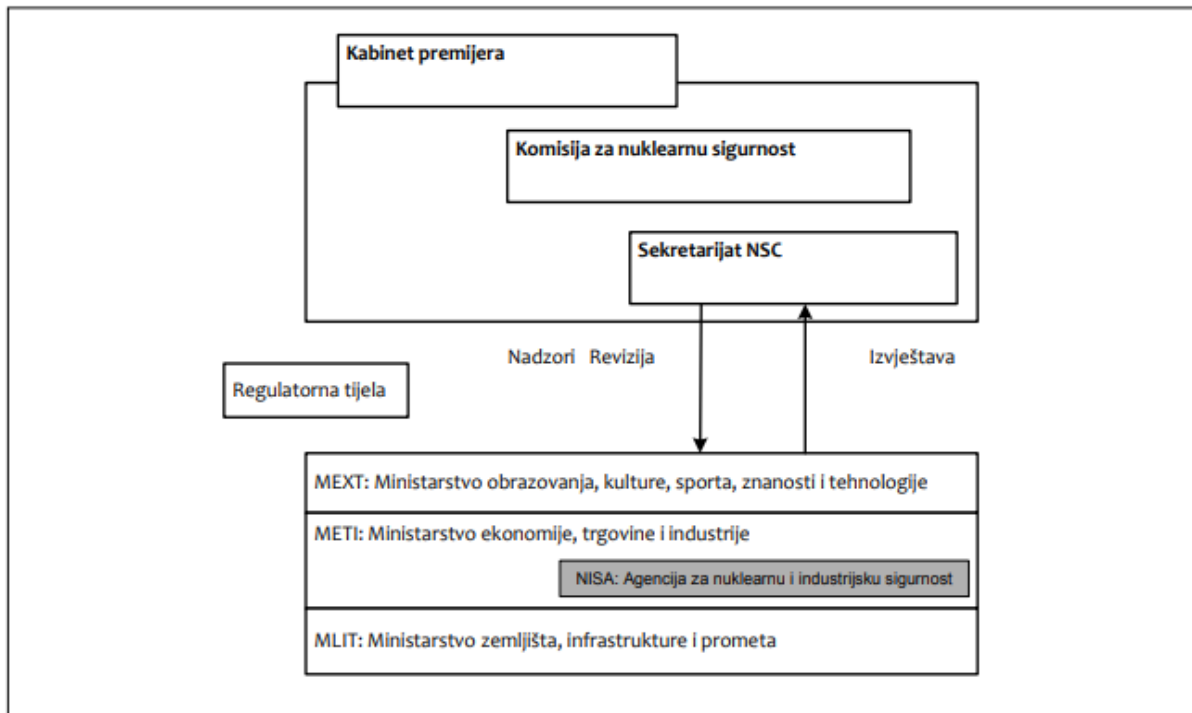 Kabinet premijera
Komisija za nuklearnu sigurnost
Sekretarijat NSC
Nadzori Revizija
Izvještava
Regulatorna tijela
MEXT: Ministarstvo obrazovanja, kulture, sporta, znanosti i tehnologije
METI: Ministarstvo ekonomije, trgovine i industrije
NISA: Agencija za nuklearnu i industrijsku sigurnost
MLIT: Ministarstvo zemljišta, infrastrukture i prometa